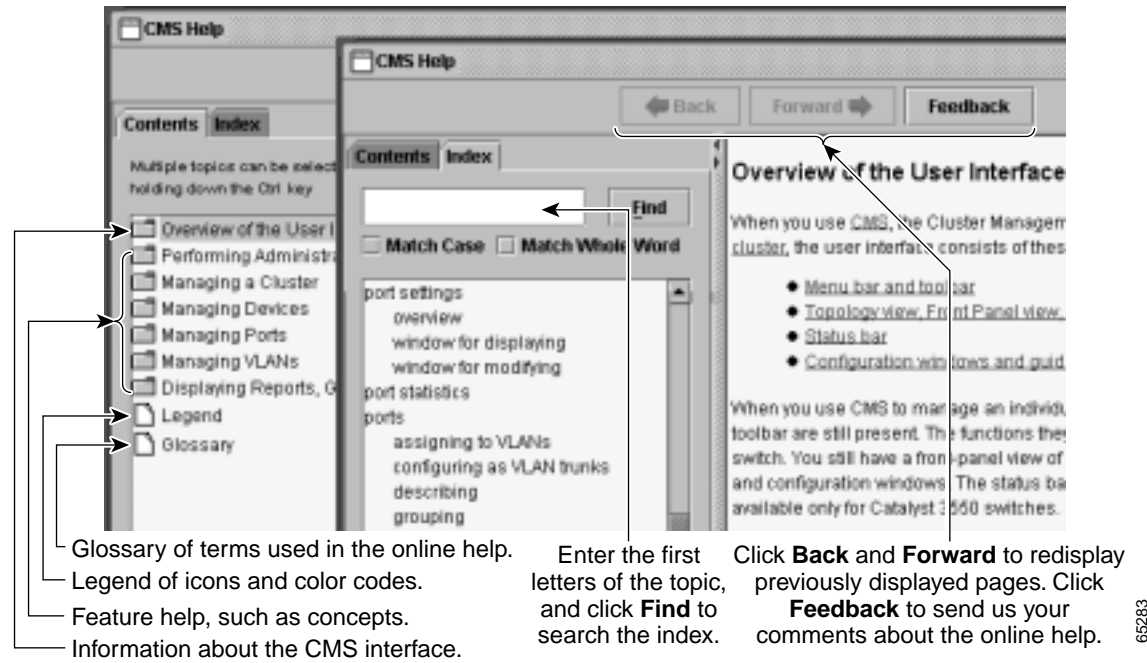 CMS Help
Contents Index
Multiple topics can be select
holding down the Ctrl key
Overview of the User I
Performing Administra
Managing a Cluster
Managing Devices
Managing Ports
Managing VLANs
Displaying Reports, G
Legend
Glossary
CMS Help
Back Forward Feedback
Contents Index
Find
Match Case Match Whole Word
port settings
overview
window for displaying
window for modifying
port statistics
ports
assigning to VLANs
configuring as VLAN trunks
describing
grouping
Overview of the User Interface
When you use CMS, the Cluster Managem
cluster, the user interface consists of thes
Menu bar and toolbar
Topology view, Front Panel view,
Status bar
Configuration windows and guid
When you use CMS to manage an individu
toolbar are still present. The functions they
switch. You still have a front-panel view of
and configuration windows. The status ba
available only for Catalyst 3550 switches.
Glossary of terms used in the online help.
Legend of icons and color codes.
Feature help, such as concepts.
Information about the CMS interface.
Enter the first
letters of the topic,
and click Find to
search the index.
Click Back and Forward to redisplay
previously displayed pages. Click
Feedback to send us your
comments about the online help.
65283